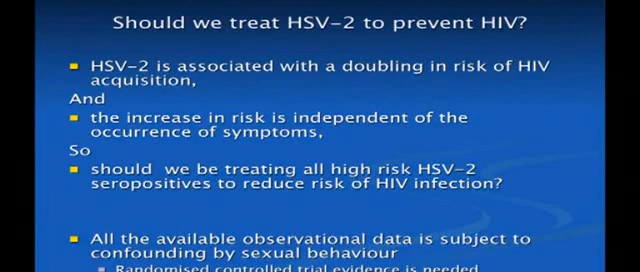 Should we treat HSV-2 to prevent HIV?
HSV-2 is associated with a doubling in risk of HIV
acquisition,
And
the increase in risk is independent of the
occurrence of symptoms,
So
should we be treating all high risk HSV-2
seropositives to reduce risk of HIV infection?
All the available observational data is subject to
confounding by sexual behaviour
Randomised controlled trial evidence is needed